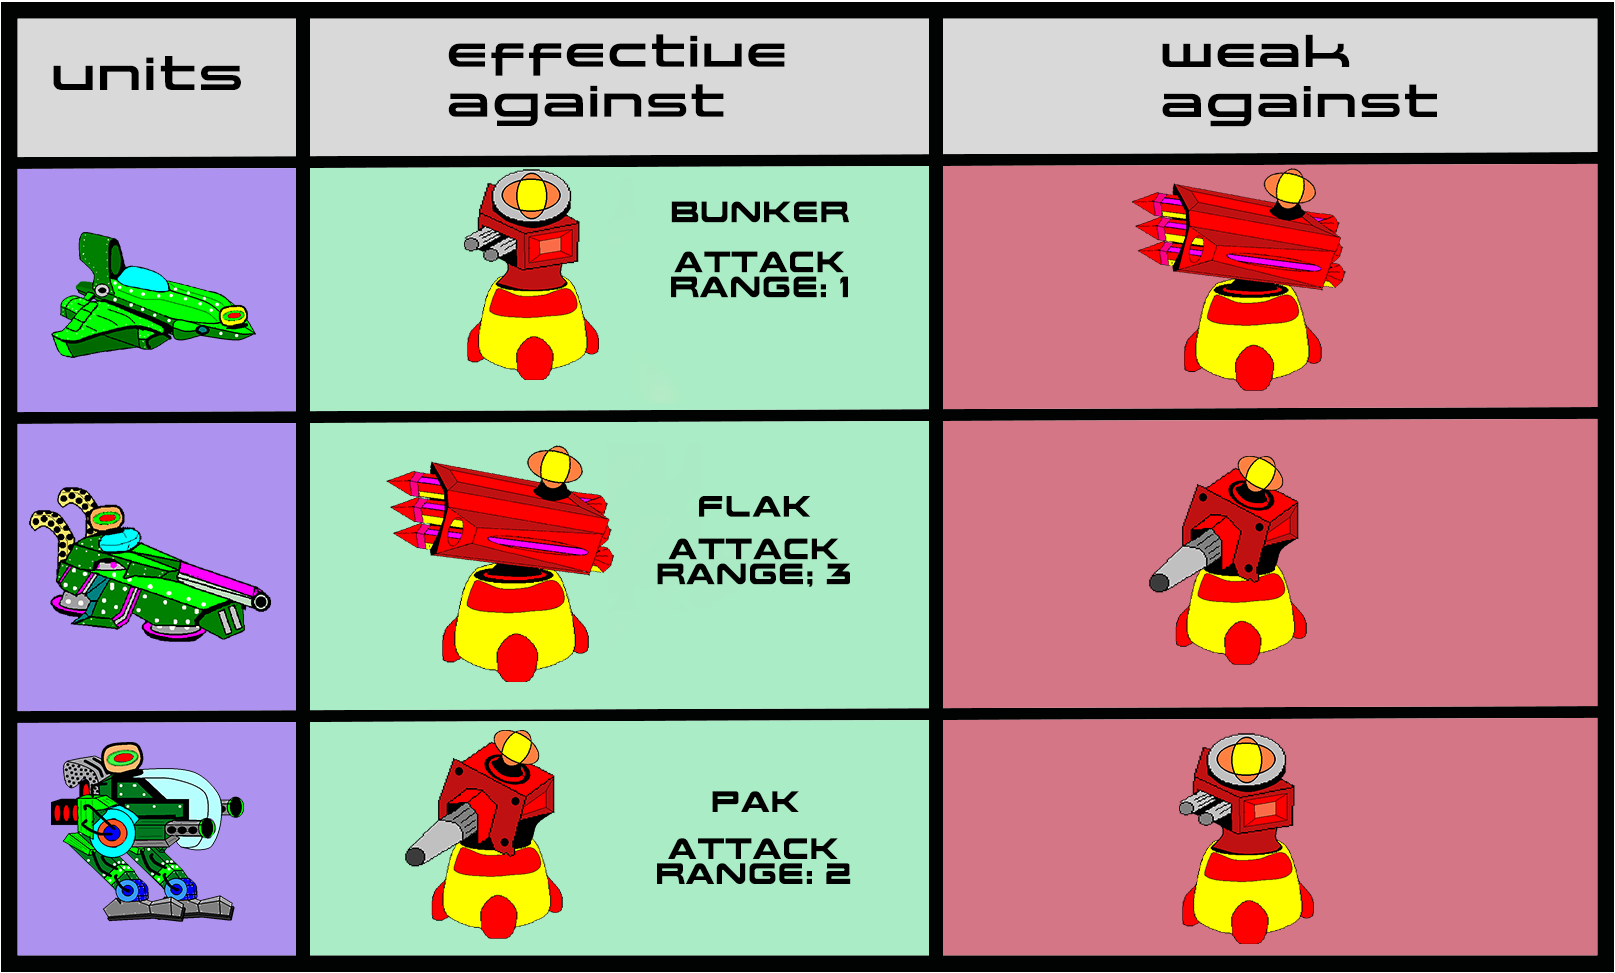 units
effective
against
weak
against
BUNKER
ATTACK
RANGE: 1
FLAK
ATTACK
RANGE; 3
PAK
ATTACK
RANGE: 2